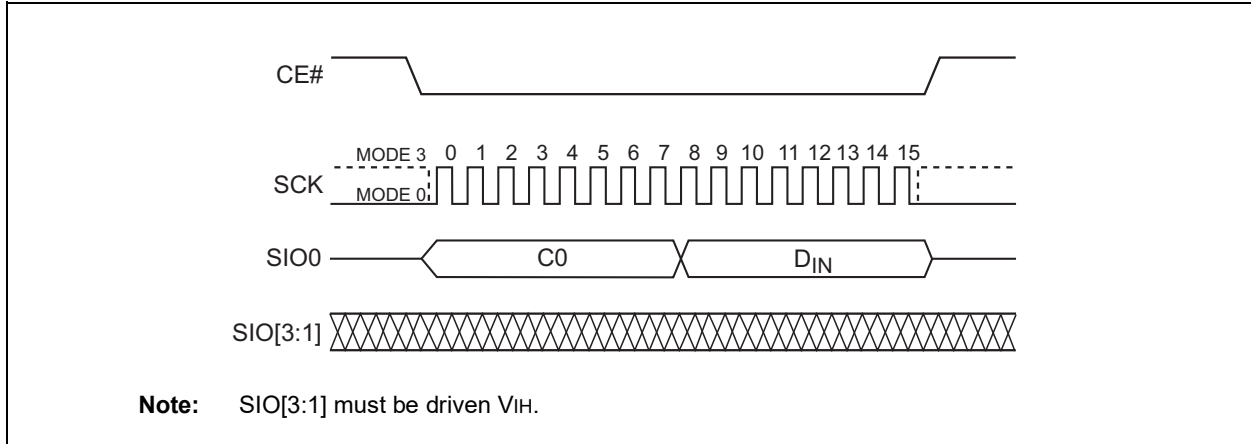 CE#
MODE 3 0 1 2 3 4 5 6 7 8 9 10 11 12 13 14 15
SCK
MODE 0
SIO0 C0 DIN
SIO[3:1]
Note: SIO[3:1] must be driven VIH.